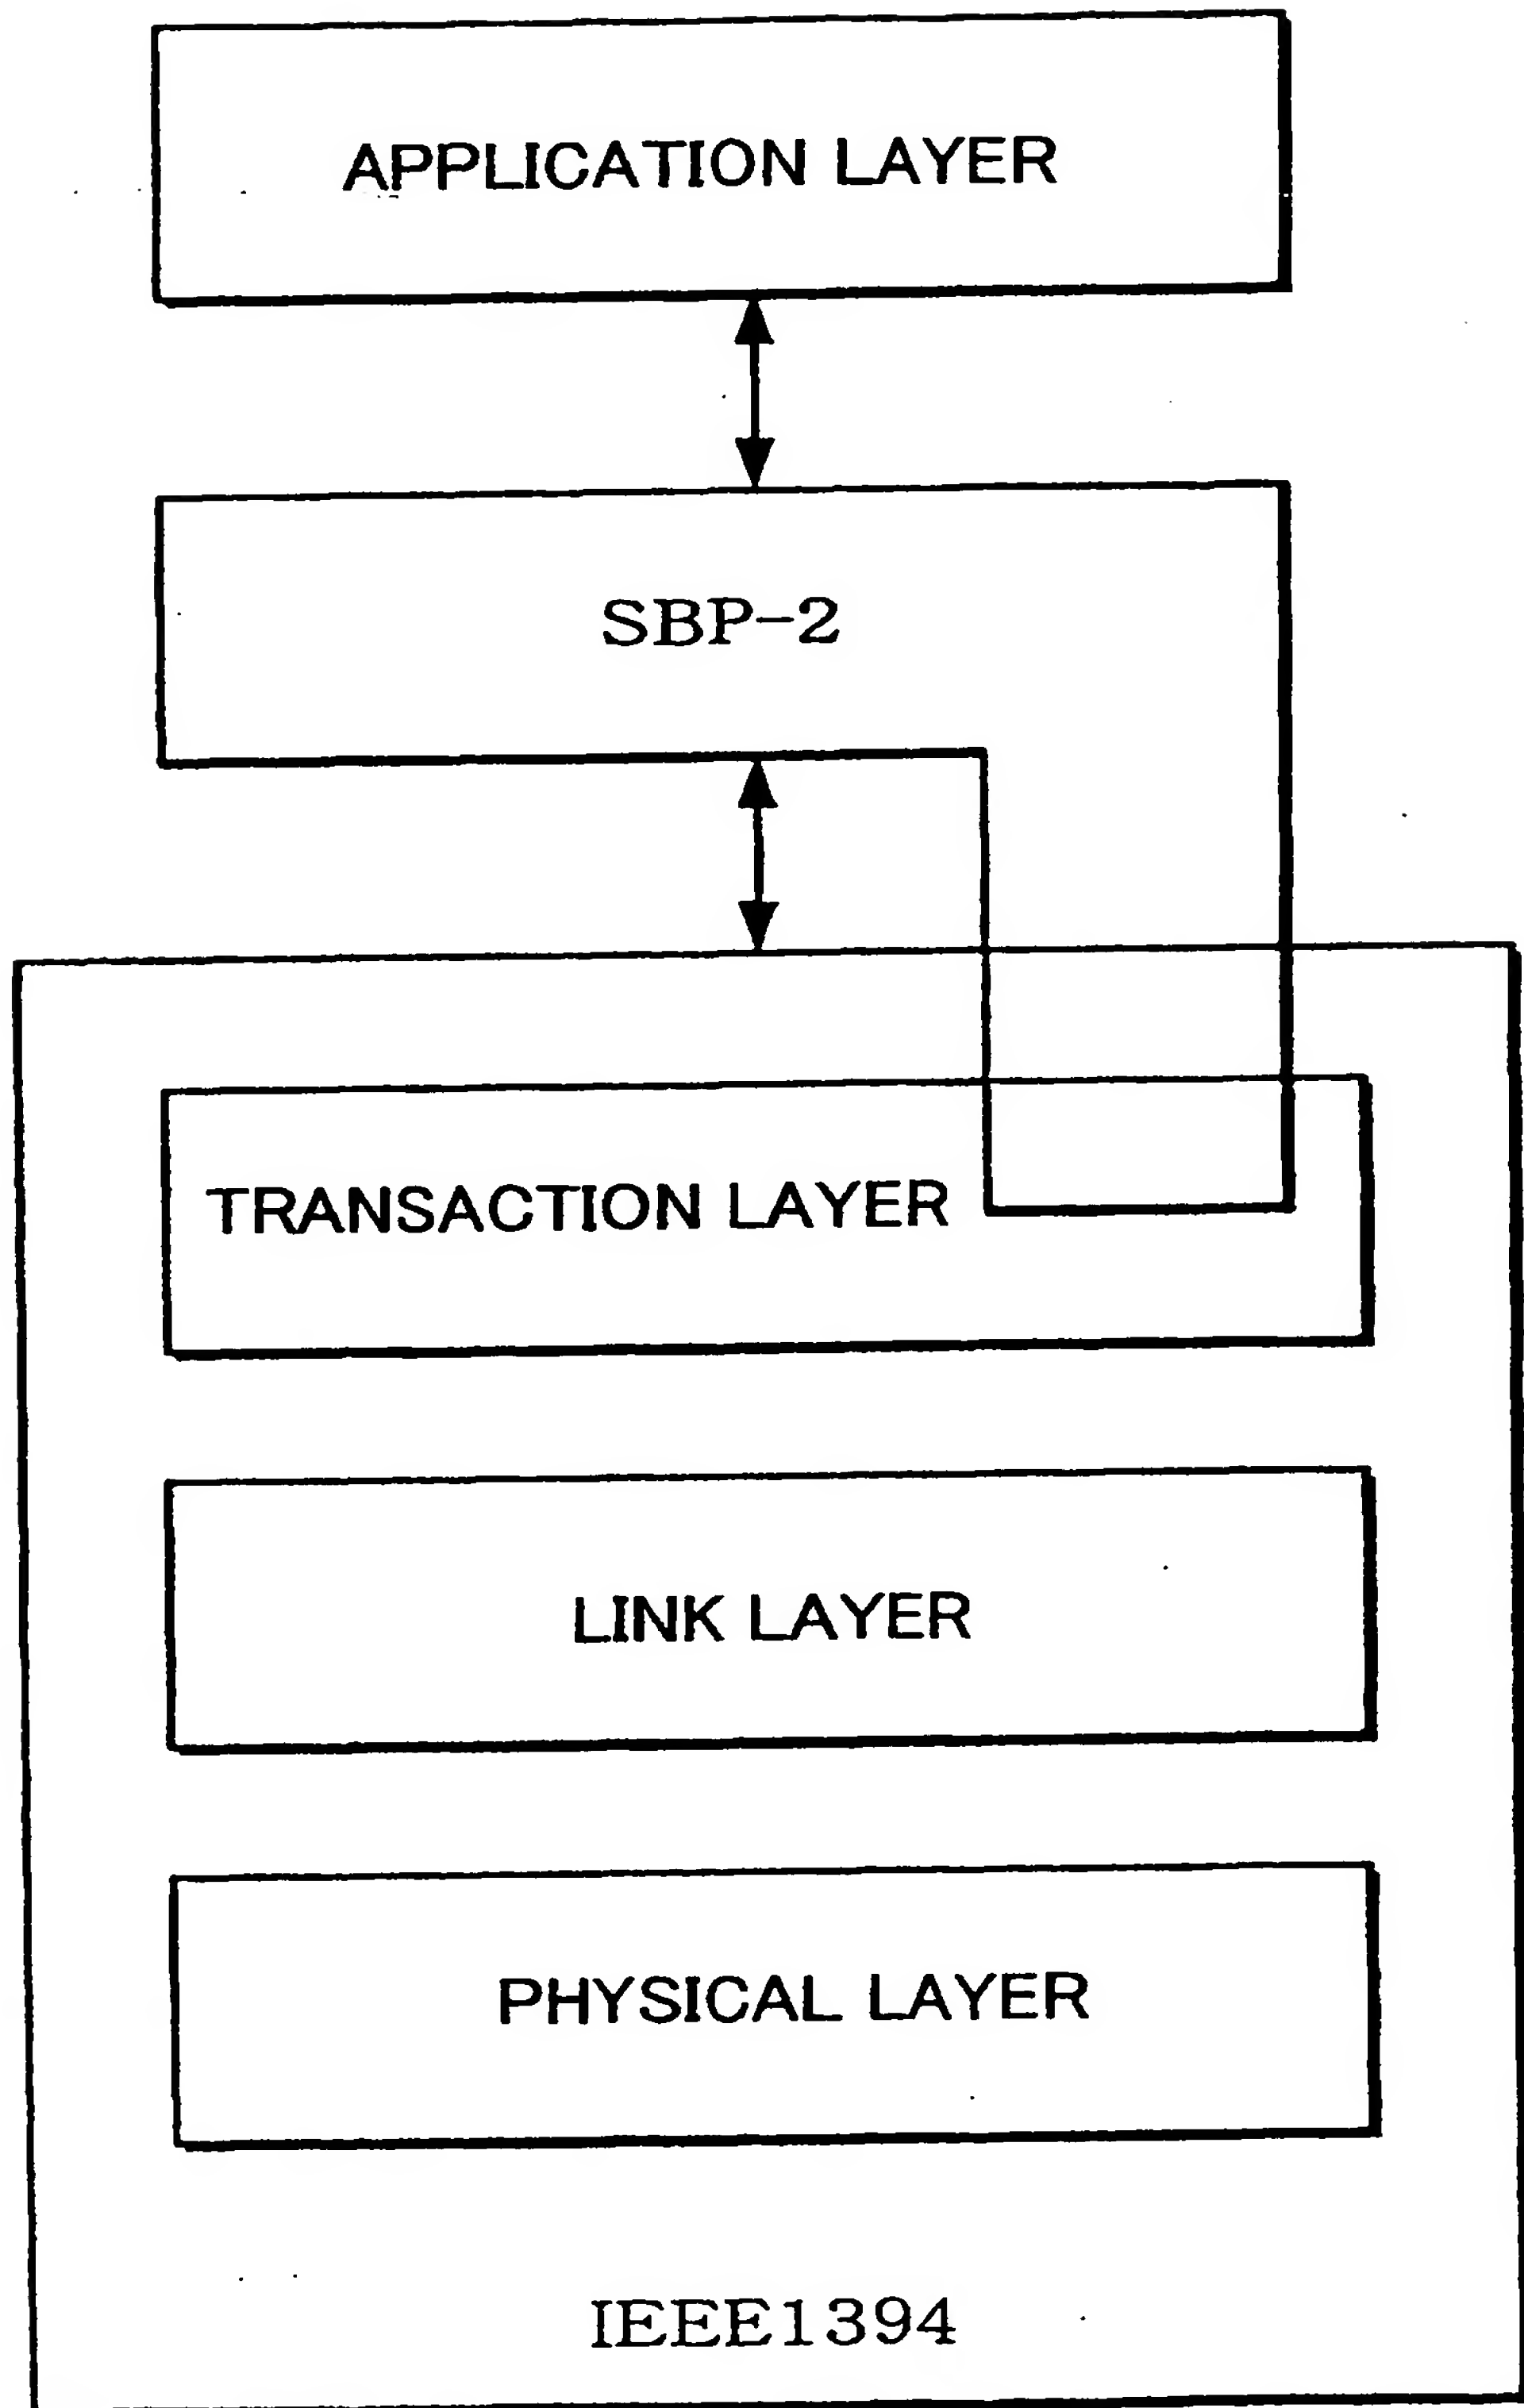 APPLICATION LAYER
SBP-2
TRANSACTION LAYER
LINK LAYER
PHYSICAL LAYER
IEEE1394